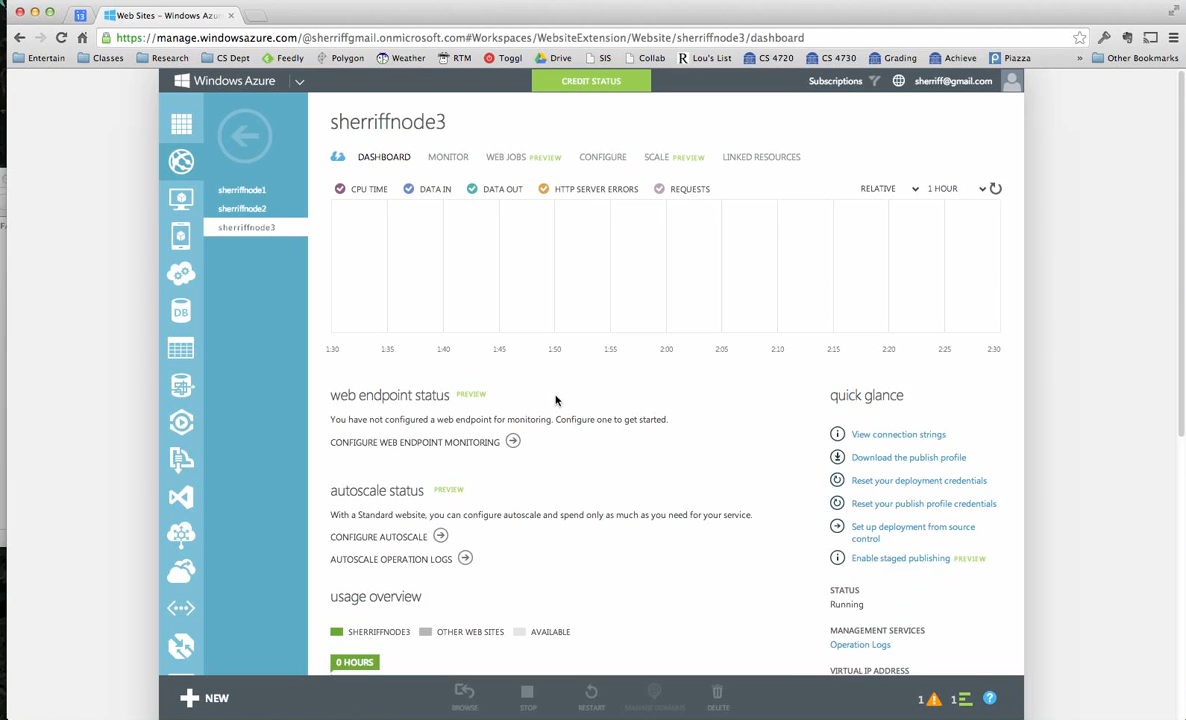 13
Web Sites - Windows Azu
https://manage.windowsazure.com/@sherriffgmail.onmicrosoft.com#Workspaces/WebsiteExtension/Website/sherriffnode3/dashboard
Entertain Classes Research CS Dept Feedly Polygon Weather RTM Toggl Drive SIS Collab R Lou's List CS 4720 CS 4730 Grading Achieve Piazza » Other Bookmarks
Windows Azure CREDIT STATUS Subscriptions sherriff@gmail.com
sherriffnode3
DASHBOARD MONITOR WEB JOBS PREVIEW CONFIGURE SCALE PREVIEW LINKED RESOURCES
sherriffnode1
sherriffnode2
sherriffnode3
DB
CPU TIME DATA IN DATA OUT HTTP SERVER ERRORS REQUESTS RELATIVE 1 HOUR
1:30 1:35 1:40 1:45 1:50 1:55 2:00 2:05 2:10 2:15 2:20 2:25 2:30
web endpoint status PREVIEW
You have not configured a web endpoint for monitoring. Configure one to get started.
CONFIGURE WEB ENDPOINT MONITORING
autoscale status PREVIEW
With a Standard website, you can configure autoscale and spend only as much as you need for your service.
CONFIGURE AUTOSCALE
AUTOSCALE OPERATION LOGS
usage overview
SHERRIFFNODE3 OTHER WEB SITES AVAILABLE
0 HOURS
quick glance
View connection strings
Download the publish profile
Reset your deployment credentials
Reset your publish profile credentials
Set up deployment from source
control
Enable staged publishing PREVIEW
STATUS
Running
MANAGEMENT SERVICES
Operation Logs
VIRTUAL IP ADDRESS
NEW BROWSE STOP RESTART MANAGE DOMAINS DELETE 1 1 ?